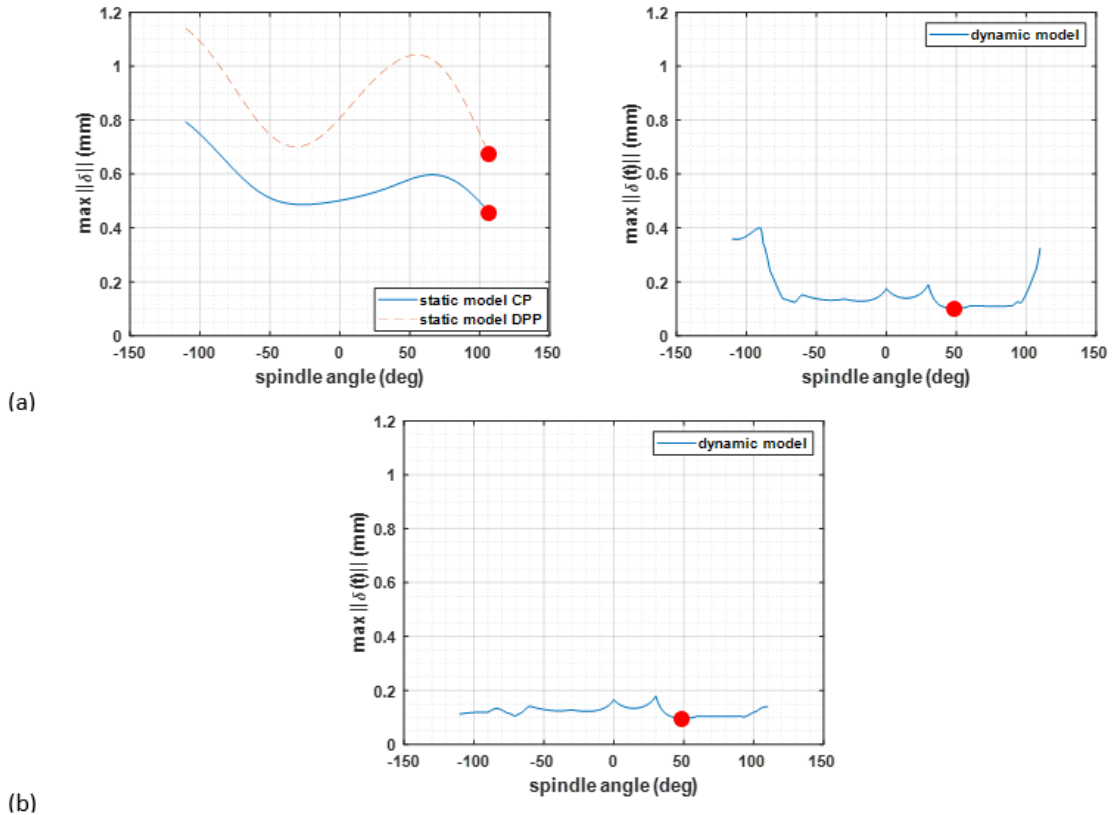 1.2
1
0.8
0.6
0.4
0.2
0
max ||δ|| (mm)
static model CP
static model DPP
-150 -100 -50 0 50 100 150
spindle angle (deg)
1.2
1
0.8
0.6
0.4
0.2
0
max ||δ(t)|| (mm)
dynamic model
-150 -100 -50 0 50 100 150
spindle angle (deg)
(a)
1.2
1
0.8
0.6
0.4
0.2
0
max ||δ(t)|| (mm)
dynamic model
-150 -100 -50 0 50 100 150
spindle angle (deg)
(b)